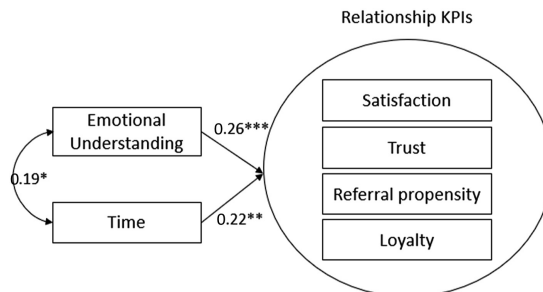 Relationship KPIs
Emotional
Understanding
0.26***
Satisfaction
Trust
0.19*
Referral propensity
Time
0.22**
Loyalty